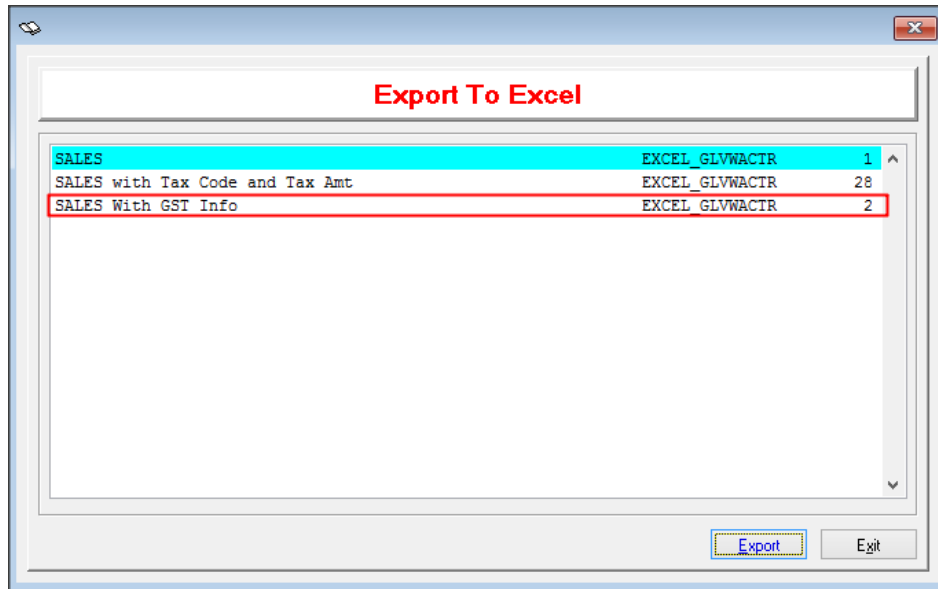 Export To Excel
SALES EXCEL_GLVWACTR 1
SALES with Tax Code and Tax Amt EXCEL_GLVWACTR 28
SALES With GST Info EXCEL_GLVWACTR 2
Export Exit